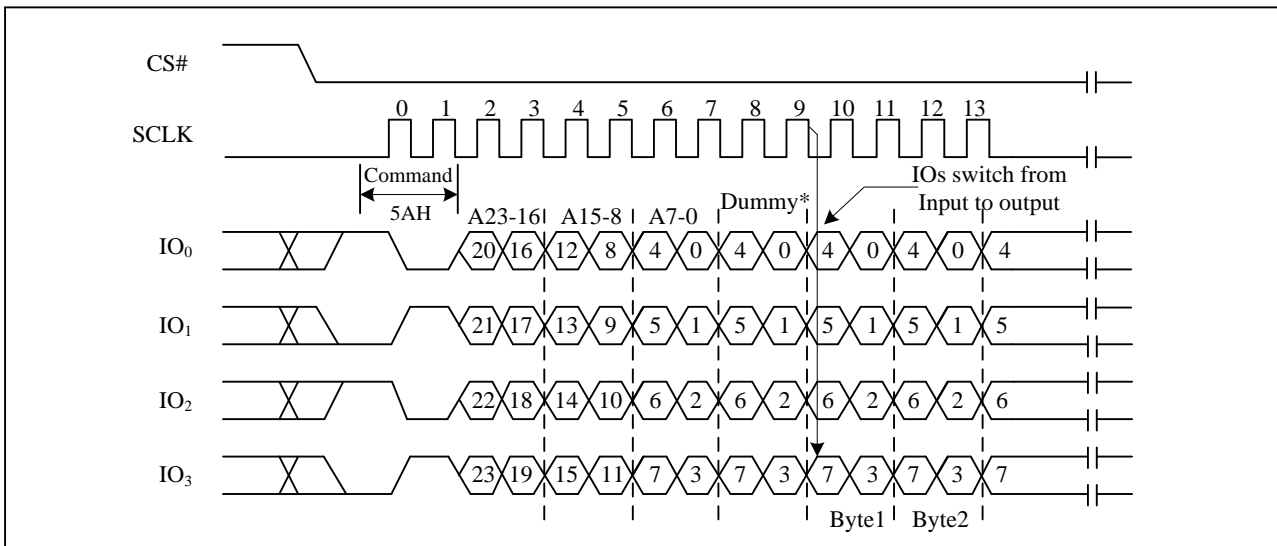 CS#
0 1 2 3 4 5 6 7 8 9 10 11 12 13
SCLK
Command
5AH
IOs switch from
Input to output
A23-16 A15-8 A7-0 Dummy*
IO₀ 20 16 12 8 4 0 4 0 4 0 4 0 4
IO₁ 21 17 13 9 5 1 5 1 5 1 5 1 5
IO₂ 22 18 14 10 6 2 6 2 6 2 6 2 6
IO₃ 23 19 15 11 7 3 7 3 7 3 7 3 7
Byte1 Byte2